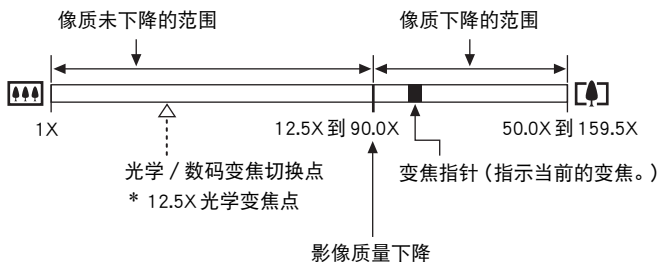 像质未下降的范围
像质下降的范围
1X
12.5X 到 90.0X
50.0X 到 159.5X
光学 / 数码变焦切换点
* 12.5X 光学变焦点
变焦指针（指示当前的变焦。）
影像质量下降